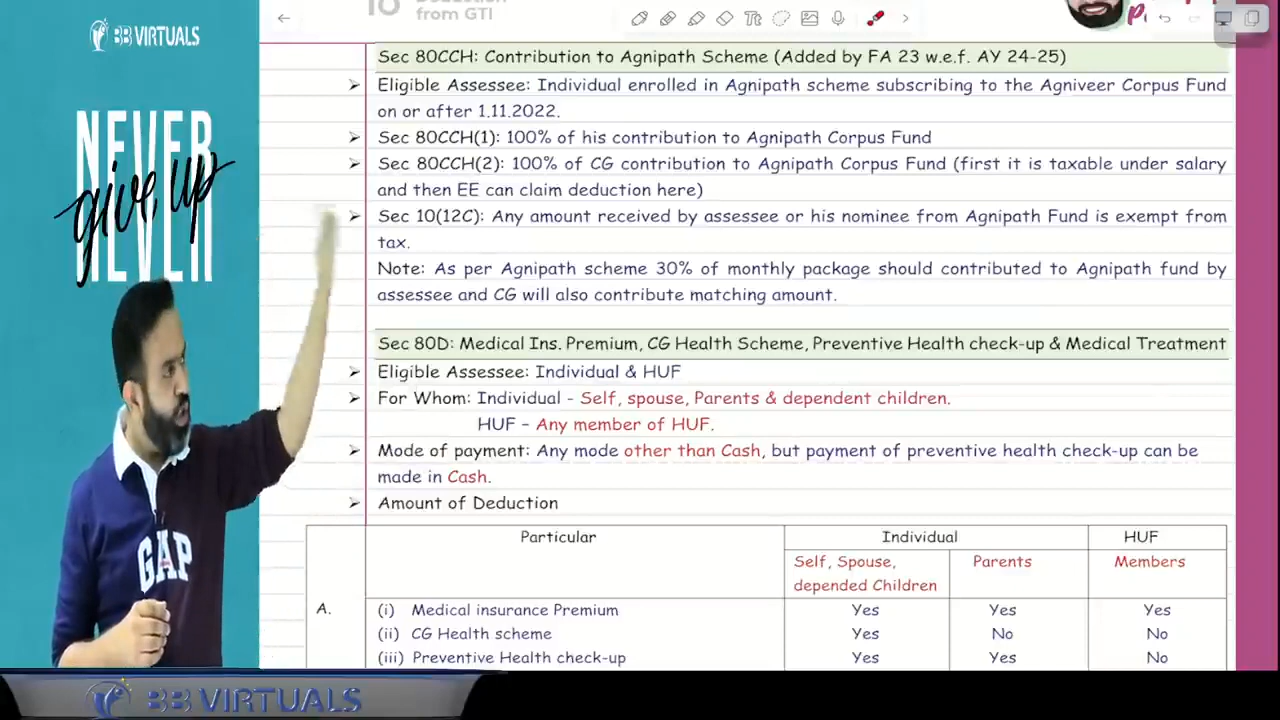 BB VIRTUALS
NEVER
give up
NEVER
GAP
from GTI
Sec 80CCH: Contribution to Agnipath Scheme (Added by FA 23 w.e.f. AY 24-25)
➢ Eligible Assessee: Individual enrolled in Agnipath scheme subscribing to the Agniveer Corpus Fund
on or after 1.11.2022.
➢ Sec 80CCH(1): 100% of his contribution to Agnipath Corpus Fund
➢ Sec 80CCH(2): 100% of CG contribution to Agnipath Corpus Fund (first it is taxable under salary
and then EE can claim deduction here)
➢ Sec 10(12C): Any amount received by assessee or his nominee from Agnipath Fund is exempt from
tax.
Note: As per Agnipath scheme 30% of monthly package should contributed to Agnipath fund by
assessee and CG will also contribute matching amount.
Sec 80D: Medical Ins. Premium, CG Health Scheme, Preventive Health check-up & Medical Treatment
➢ Eligible Assessee: Individual & HUF
➢ For Whom: Individual - Self, spouse, Parents & dependent children.
HUF – Any member of HUF.
➢ Mode of payment: Any mode other than Cash, but payment of preventive health check-up can be
made in Cash.
➢ Amount of Deduction
Particular Individual HUF
Self, Spouse, Parents Members
depended Children
A. (i) Medical insurance Premium Yes Yes Yes
(ii) CG Health scheme Yes No No
(iii) Preventive Health check-up Yes Yes No
BB VIRTUALS